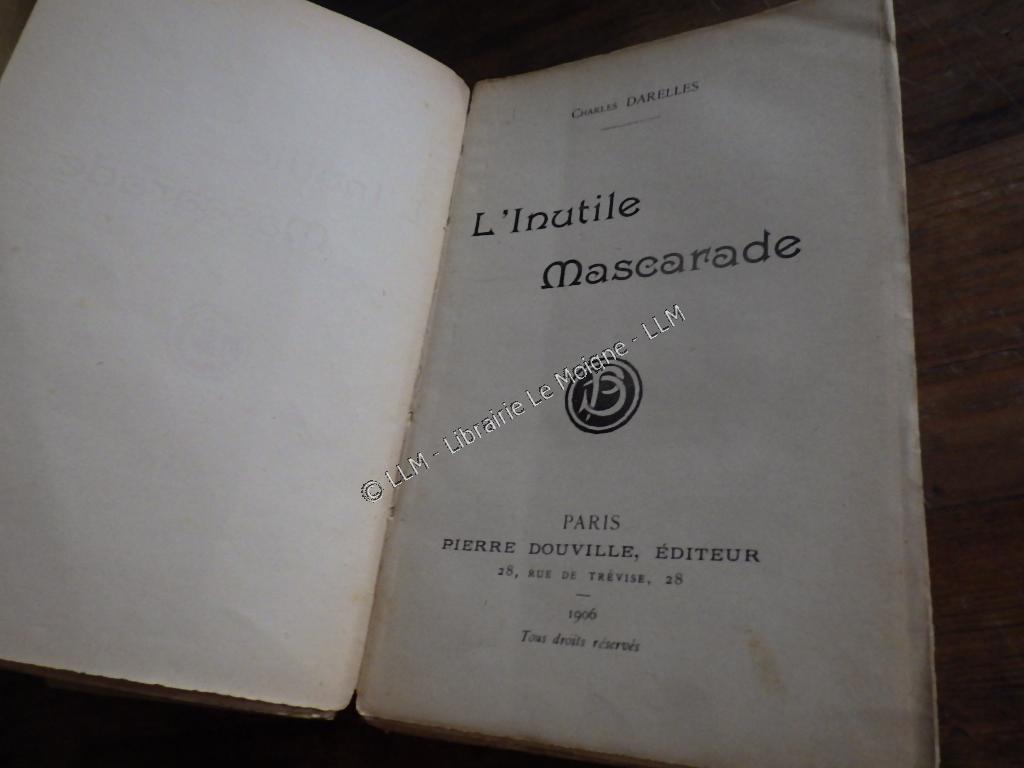 Charles DARELLES
L'Inutile
Mascarade
© LLM - Librairie Le Moigne - LLM
PARIS
PIERRE DOUVILLE, ÉDITEUR
28, RUE DE TRÉVISE, 28
1906
Tous droits réservés